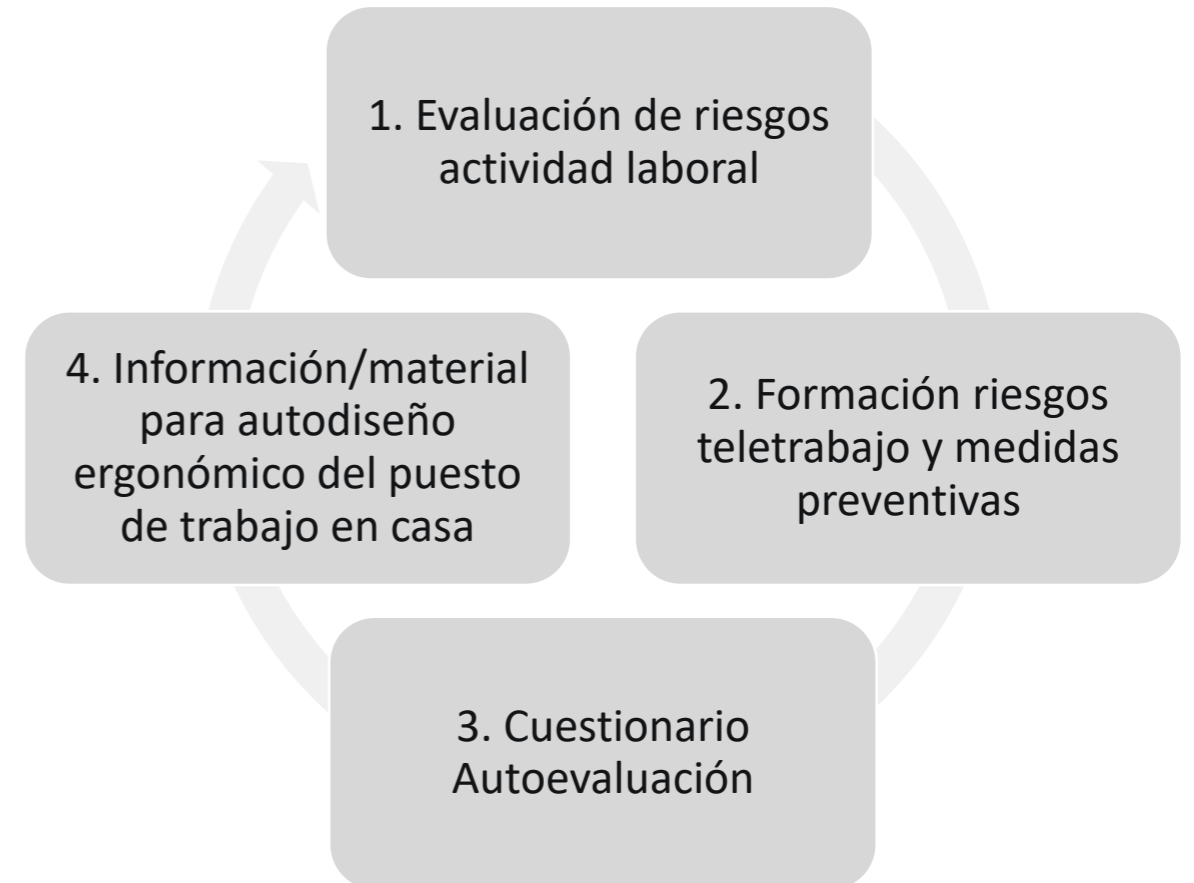 1. Evaluación de riesgos
actividad laboral
2. Formación riesgos
teletrabajo y medidas
preventivas
3. Cuestionario
Autoevaluación
4. Información/material
para autodiseño
ergonómico del puesto
de trabajo en casa